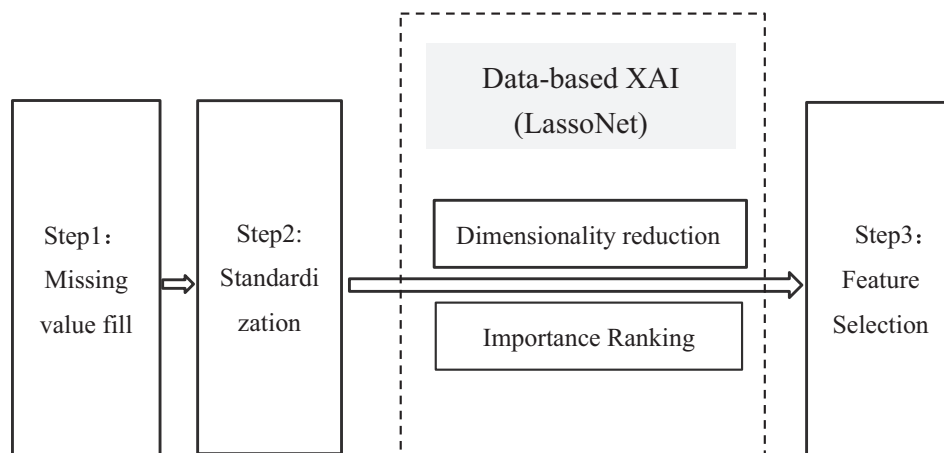 Step1：
Missing
value fill
Step2:
Standardi
zation
Data-based XAI
(LassoNet)
Dimensionality reduction
Importance Ranking
Step3：
Feature
Selection